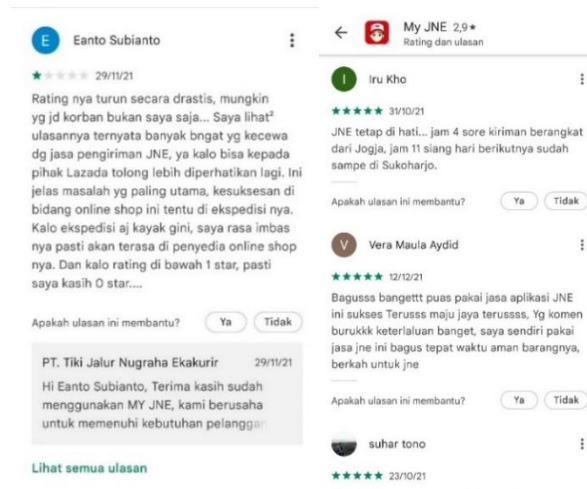 E Eanto Subianto
29/11/21
Rating nya turun secara drastis, mungkin
yg jd korban bukan saya saja... Saya lihat²
ulasannya ternyata banyak bngat yg kecewa
dg jasa pengiriman JNE, ya kalo bisa kepada
pihak Lazada tolong lebih diperhatikan lagi. Ini
jelas masalah yg paling utama, kesuksesan di
bidang online shop ini tentu di ekspedisi nya.
Kalo ekspedisi aj kayak gini, saya rasa imbas
nya pasti akan terasa di penyedia online shop
nya. Dan kalo rating di bawah 1 star, pasti
saya kasih 0 star....
Apakah ulasan ini membantu? Ya Tidak
PT. Tiki Jalur Nugraha Ekakurir 29/11/21
Hi Eanto Subianto, Terima kasih sudah
menggunakan MY JNE, kami berusaha
untuk memenuhi kebutuhan pelanggan
Lihat semua ulasan
My JNE 2,9★
Rating dan ulasan
I Iru Kho
★★★★★ 31/10/21
JNE tetap di hati... jam 4 sore kiriman berangkat
dari Jogja, jam 11 siang hari berikutnya sudah
sampe di Sukoharjo.
Apakah ulasan ini membantu? Ya Tidak
V Vera Maula Aydid
★★★★★ 12/12/21
Bagusss bangettt puas pakai jasa aplikasi JNE
ini sukses Terusss maju jaya terussss, Yg komen
burukkk keterlaluan banget, saya sendiri pakai
jasa jne ini bagus tepat waktu aman barangnya,
berkah untuk jne
Apakah ulasan ini membantu? Ya Tidak
suhar tono
★★★★★ 23/10/21